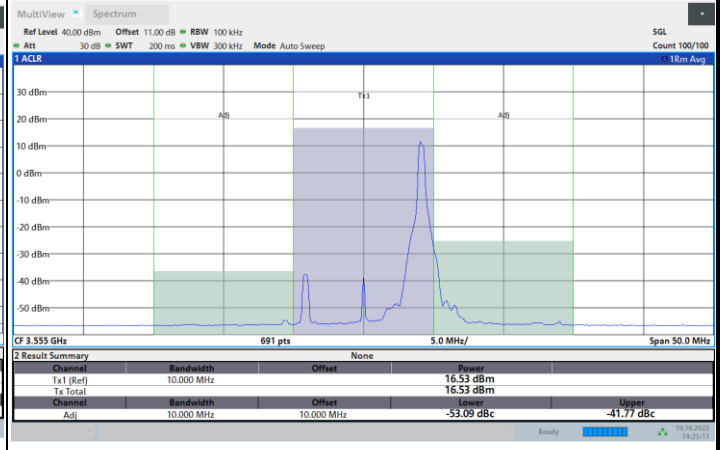 MultiView Spectrum
Ref Level 40.00 dBm Offset 11.00 dB RBW 100 kHz SGL
Att 30 dB SWT 200 ms VBW 300 kHz Mode Auto Sweep Count 100/100
1 ACLR 1Rm Avg
30 dBm
Tx1
20 dBm Adj Adj
10 dBm
0 dBm
-10 dBm
-20 dBm
-30 dBm
-40 dBm
-50 dBm
CF 3.555 GHz 691 pts 5.0 MHz/ Span 50.0 MHz
2 Result Summary None
Channel Bandwidth Offset Power
Tx1 (Ref) 10.000 MHz 16.53 dBm
Tx Total 16.53 dBm
Channel Bandwidth Offset Lower Upper
Adj 10.000 MHz 10.000 MHz -53.09 dBc -41.77 dBc
Ready 19.10.2022
14:25:11